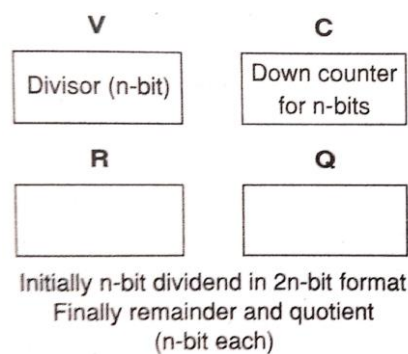 V
C
Divisor (n-bit)
Down counter
for n-bits
R
Q
Initially n-bit dividend in 2n-bit format
Finally remainder and quotient
(n-bit each)